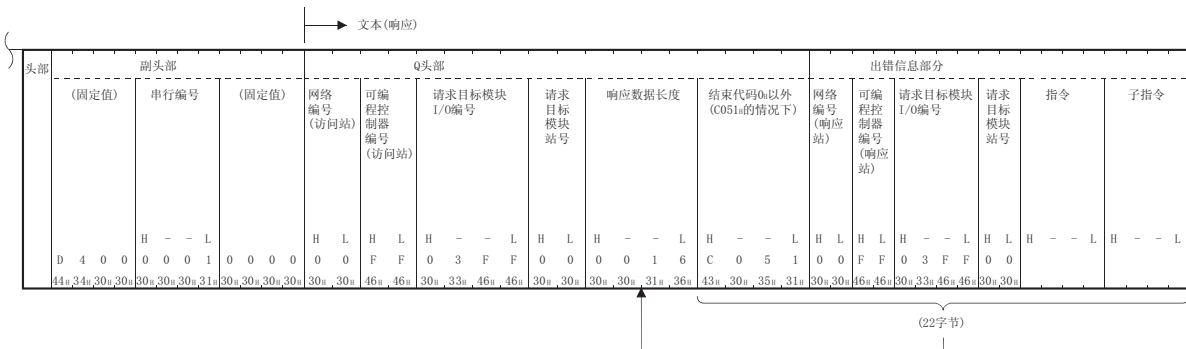 文本(响应)
头部
副头部
Q头部
出错信息部分
(固定值)
串行编号
(固定值)
网络
编号
(访问站)
可编
程控
制器
编号
(访问站)
请求目标模块
I/O编号
请求
目标
模块
站号
响应数据长度
结束代码0H以外
(C051H的情况下)
网络
编号
(响应
站)
可编
程控
制器
编号
(响应
站)
请求目标模块
I/O编号
请求
目标
模块
站号
指令
子指令
H - - L H L H L H - - L H L H - - L H - - L H L H L H - - L H L H - - L H - - L
D 4 0 0 0 0 0 1 0 0 0 0 0 0 F F 0 3 F F 0 0 0 0 1 6 C 0 5 1 0 0 F F 0 3 F F 0 0
44H 34H 30H 30H 30H 30H 30H 31H 30H 30H 30H 30H 30H 30H 46H 46H 30H 33H 46H 46H 30H 30H 30H 30H 31H 36H 43H 30H 35H 31H 30H 30H 46H 46H 30H 33H 46H 46H 30H 30H
(22字节)